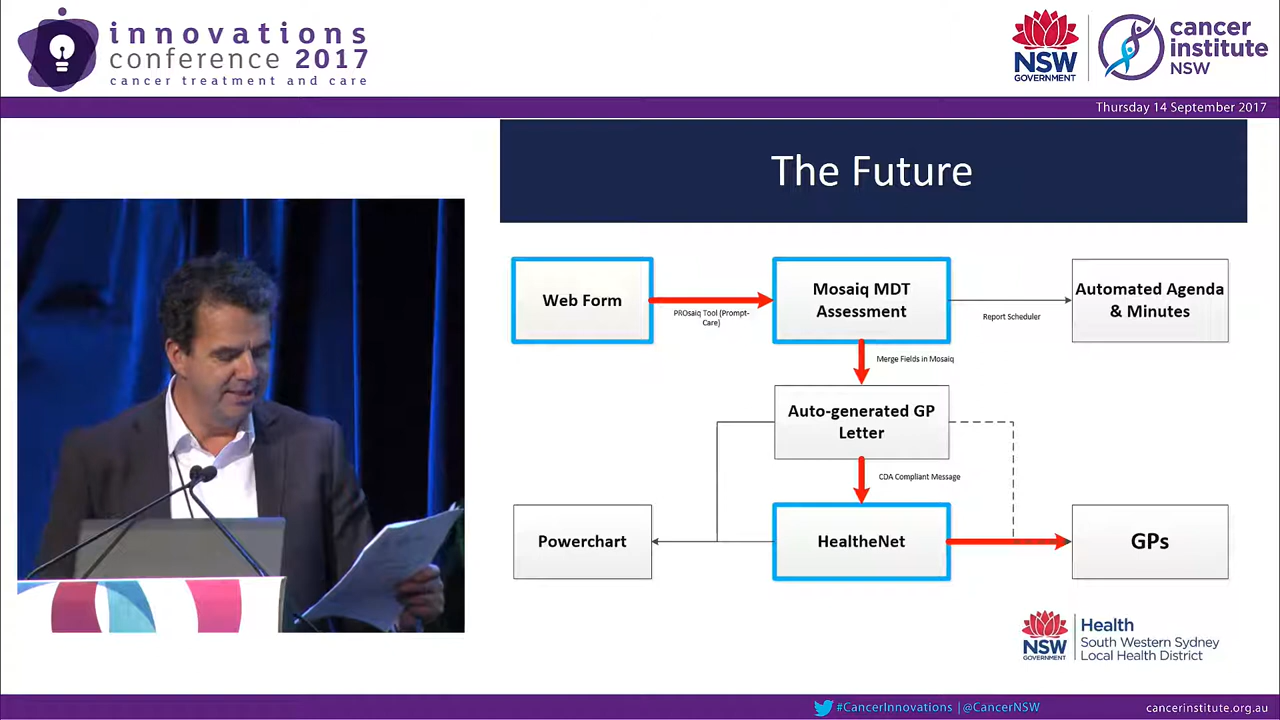 innovations
conference 2017
cancer treatment and care
NSW
GOVERNMENT
cancer
institute
NSW
Thursday 14 September 2017
The Future
Web Form
PROsaiq Tool (Prompt-
Care)
Mosaiq MDT
Assessment
Report Scheduler
Automated Agenda
& Minutes
Merge Fields in Mosaiq
Auto-generated GP
Letter
CDA Compliant Message
Powerchart
HealtheNet
GPs
NSW
GOVERNMENT
Health
South Western Sydney
Local Health District
#CancerInnovations | @CancerNSW
cancerinstitute.org.au